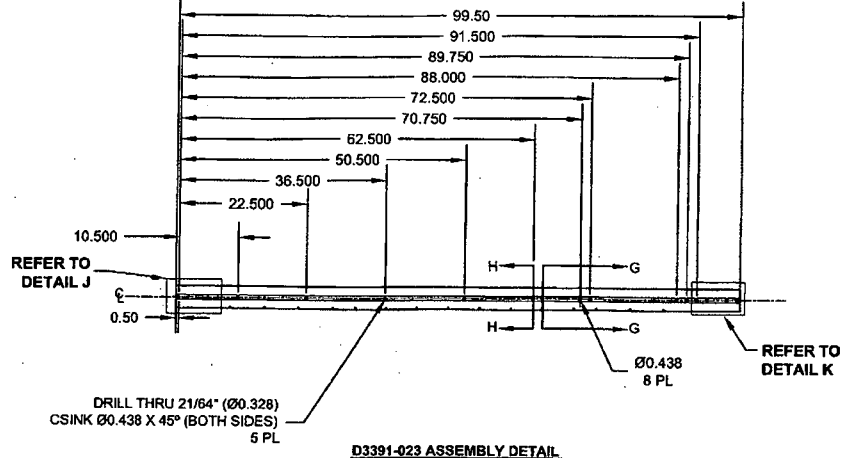 99.50
91.500
89.750
88.000
72.500
70.750
62.500
50.500
36.500
22.500
10.500
REFER TO
DETAIL J
H
G
℄
0.50
H
G
Ø0.438
8 PL
REFER TO
DETAIL K
DRILL THRU 21/64" (Ø0.328)
CSINK Ø0.438 X 45º (BOTH SIDES)
5 PL
D3391-023 ASSEMBLY DETAIL